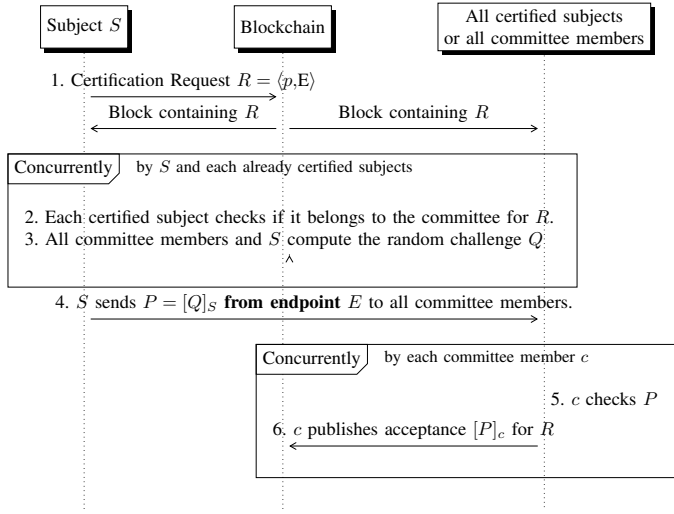 Subject S
Blockchain
All certified subjects
or all committee members
1. Certification Request R = ⟨p,E⟩
Block containing R
Block containing R
Concurrently by S and each already certified subjects
2. Each certified subject checks if it belongs to the committee for R.
3. All committee members and S compute the random challenge Q
4. S sends P = [Q]_S from endpoint E to all committee members.
Concurrently by each committee member c
5. c checks P
6. c publishes acceptance [P]_c for R